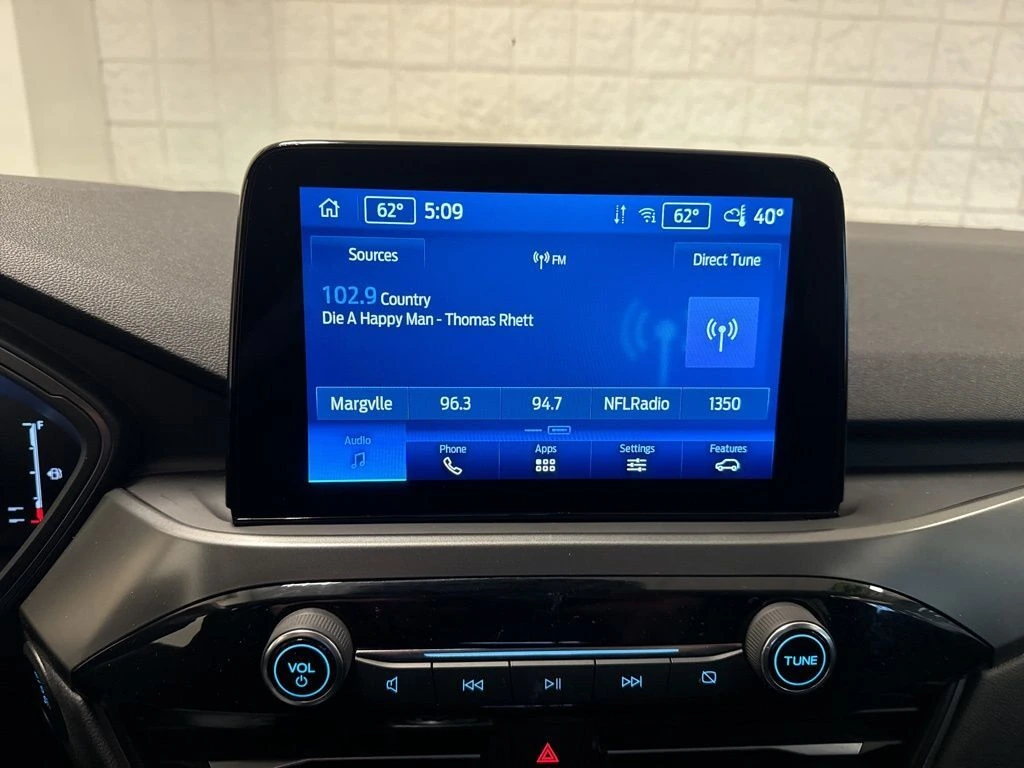 62° 5:09 62° 40°
Sources FM Direct Tune
102.9 Country
Die A Happy Man - Thomas Rhett
Margvlle 96.3 94.7 NFLRadio 1350
Audio Phone Apps Settings Features
F
VOL TUNE